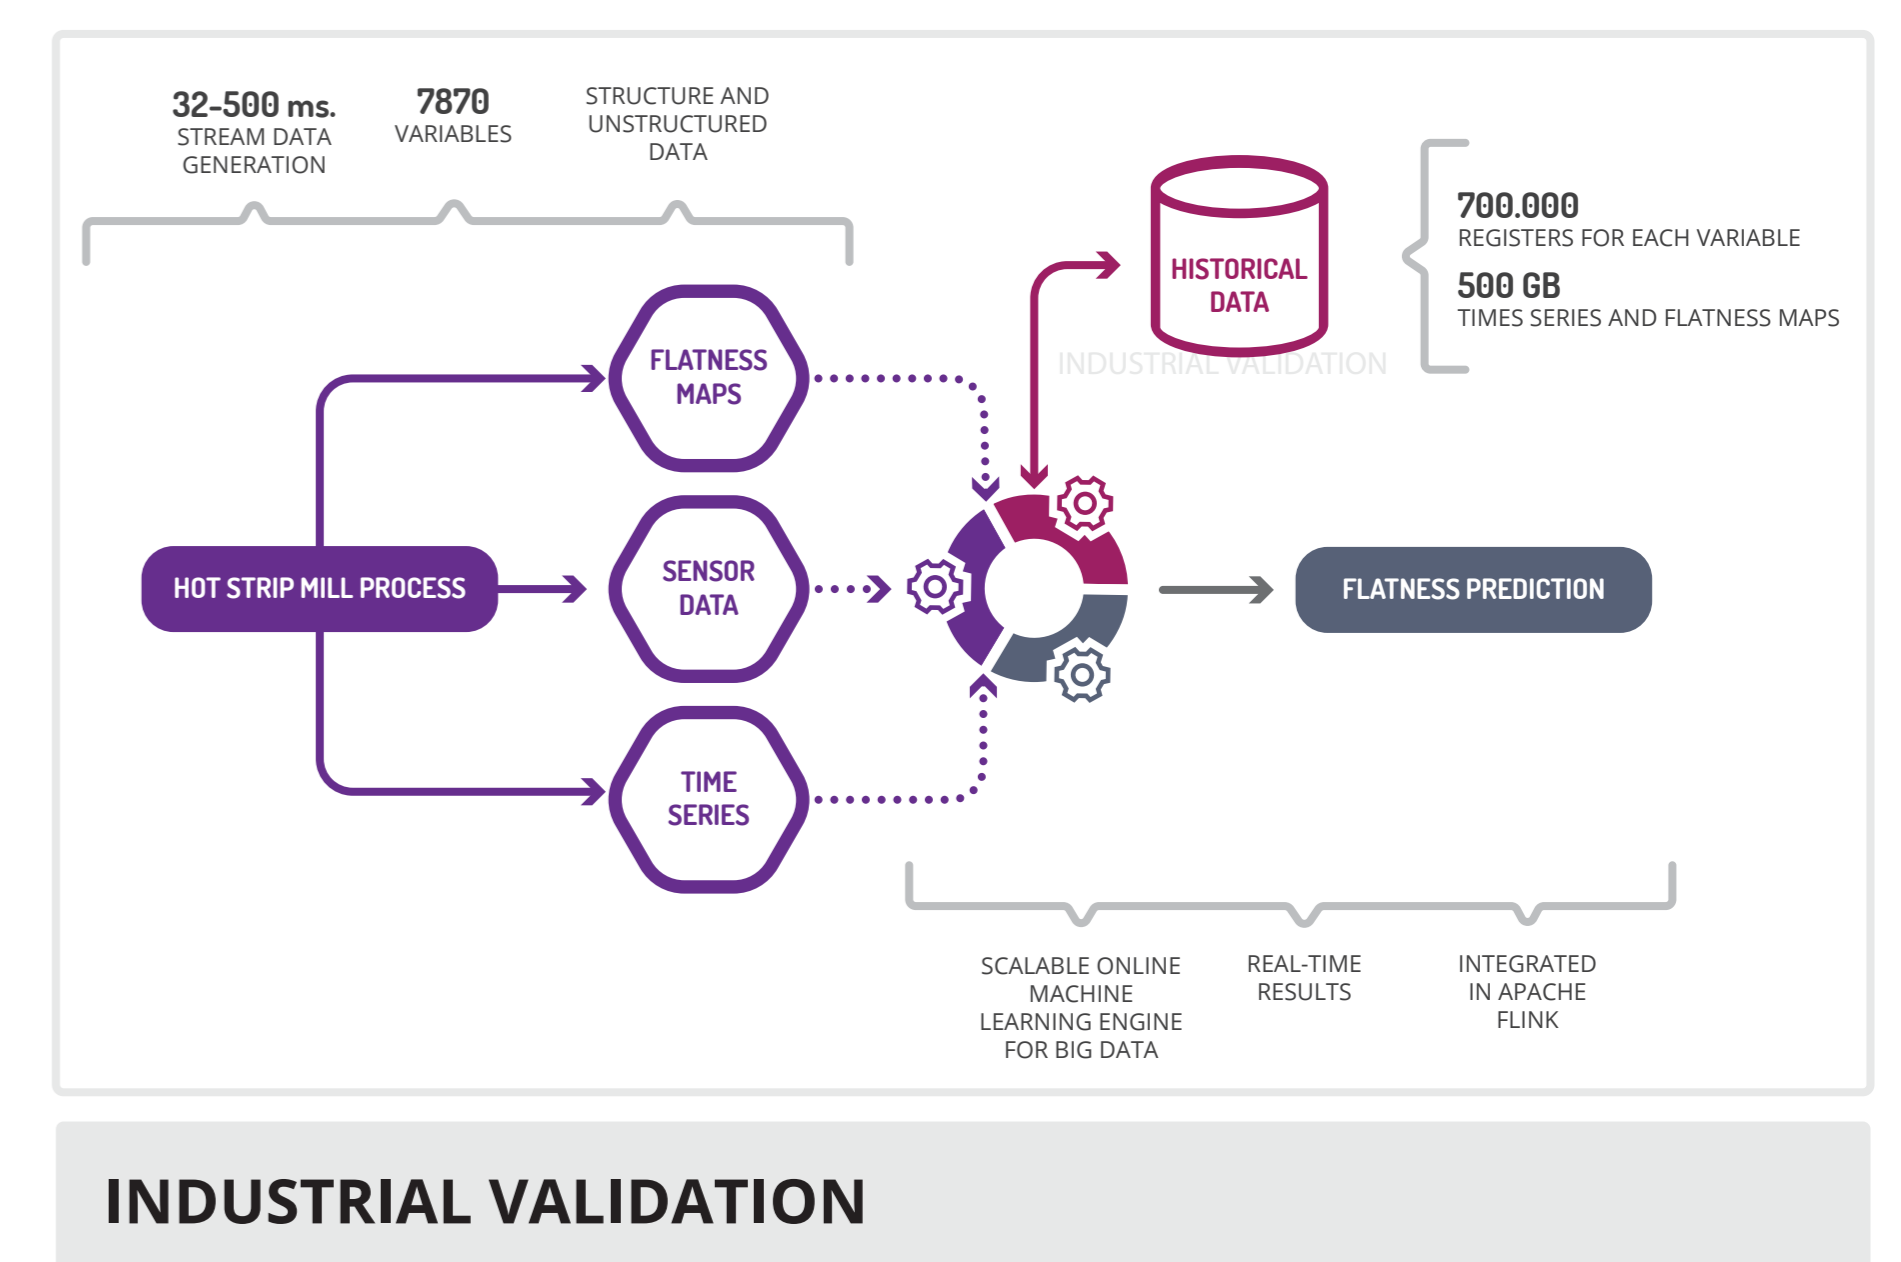 32-500 ms.
STREAM DATA
GENERATION
7870
VARIABLES
STRUCTURE AND
UNSTRUCTURED
DATA
HISTORICAL
DATA
700.000
REGISTERS FOR EACH VARIABLE
500 GB
TIMES SERIES AND FLATNESS MAPS
INDUSTRIAL VALIDATION
FLATNESS
MAPS
HOT STRIP MILL PROCESS
SENSOR
DATA
FLATNESS PREDICTION
TIME
SERIES
SCALABLE ONLINE
MACHINE
LEARNING ENGINE
FOR BIG DATA
REAL-TIME
RESULTS
INTEGRATED
IN APACHE
FLINK
INDUSTRIAL VALIDATION